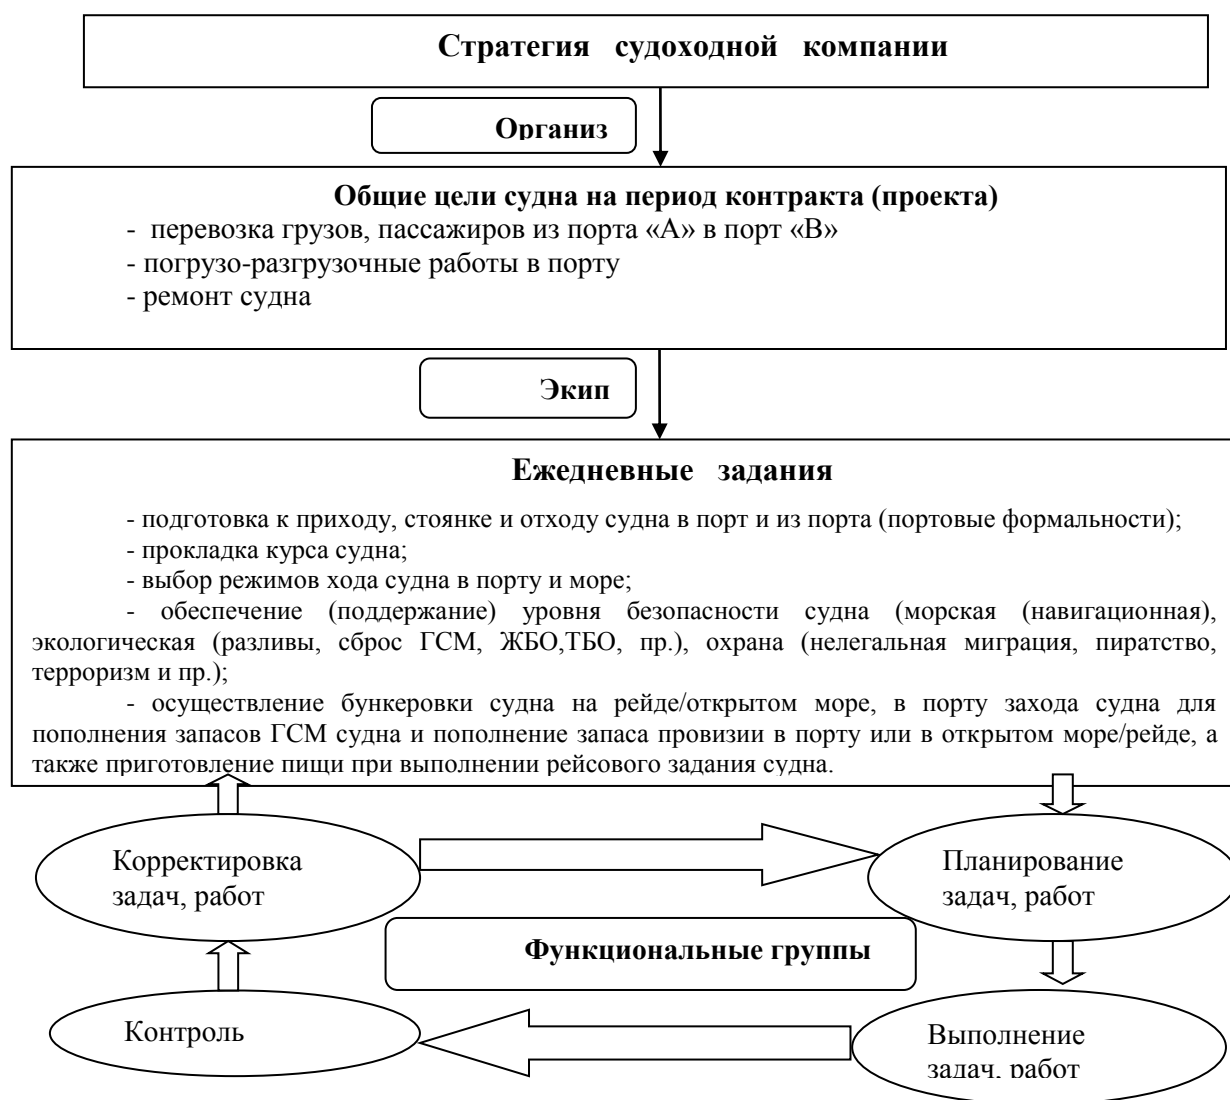 Стратегия судоходной компании
Организ
Общие цели судна на период контракта (проекта)
- перевозка грузов, пассажиров из порта «А» в порт «В»
- погрузо-разгрузочные работы в порту
- ремонт судна
Экип
Ежедневные задания
- подготовка к приходу, стоянке и отходу судна в порт и из порта (портовые формальности);
- прокладка курса судна;
- выбор режимов хода судна в порту и море;
- обеспечение (поддержание) уровня безопасности судна (морская (навигационная),
экологическая (разливы, сброс ГСМ, ЖБО,ТБО, пр.), охрана (нелегальная миграция, пиратство,
терроризм и пр.);
- осуществление бункеровки судна на рейде/открытом море, в порту захода судна для
пополнения запасов ГСМ судна и пополнение запаса провизии в порту или в открытом море/рейде, а
также приготовление пищи при выполнении рейсового задания судна.
Корректировка
задач, работ
Планирование
задач, работ
Функциональные группы
Контроль
Выполнение
задач, работ